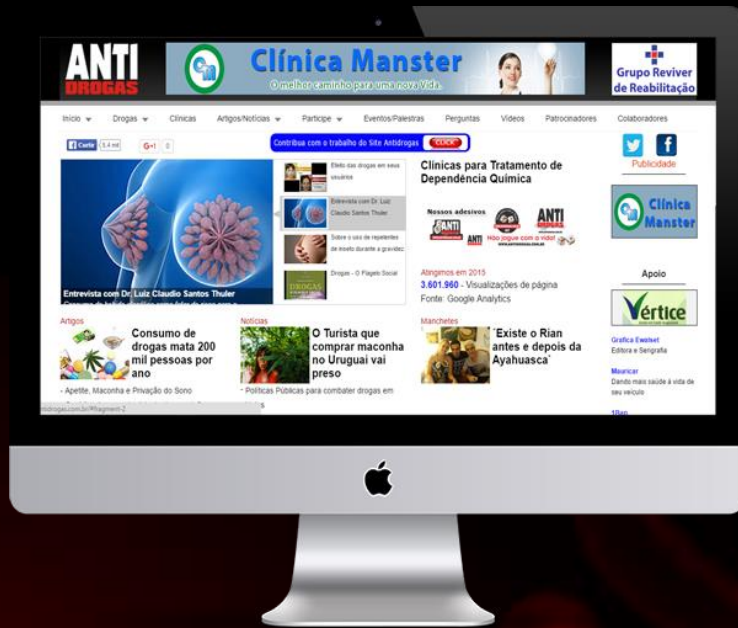 ANTI
DROGAS
CM
Clínica Manster
O melhor caminho para uma nova Vida.
Grupo Reviver
de Reabilitação
Início
Drogas
Clínicas
Artigos/Notícias
Participe
Eventos/Palestras
Perguntas
Vídeos
Patrocinadores
Colaboradores
Curtir
5,4 mil
G+1
0
Contribua com o trabalho do Site Antidrogas
CLICK
Publicidade
Entrevista com Dr. Luiz Claudio Santos Thuler
Efeito das drogas em seus
usuários
Entrevista com Dr. Luiz
Claudio Santos Thuler
Sobre o uso de repelentes
de inseto durante a gravidez
Drogas - O Flagelo Social
Clínicas para Tratamento de
Dependência Química
Nossos adesivos
ANTI
Não jogue com a vida!
ANTI
Atingimos em 2015
3.601.960 - Visualizações de página
Fonte: Google Analytics
CM
Clínica
Manster
Apoio
Vértice
Grafica Ewalset
Editora e Serigrafia
Mauricar
Dando mais saúde à vida de
seu veículo
Artigos
Consumo de
drogas mata 200
mil pessoas por
ano
- Apetite, Maconha e Privação do Sono
Notícias
O Turista que
comprar maconha
no Uruguai vai
preso
- Políticas Públicas para combater drogas em
Manchetes
´Existe o Rian
antes e depois da
Ayahuasca`